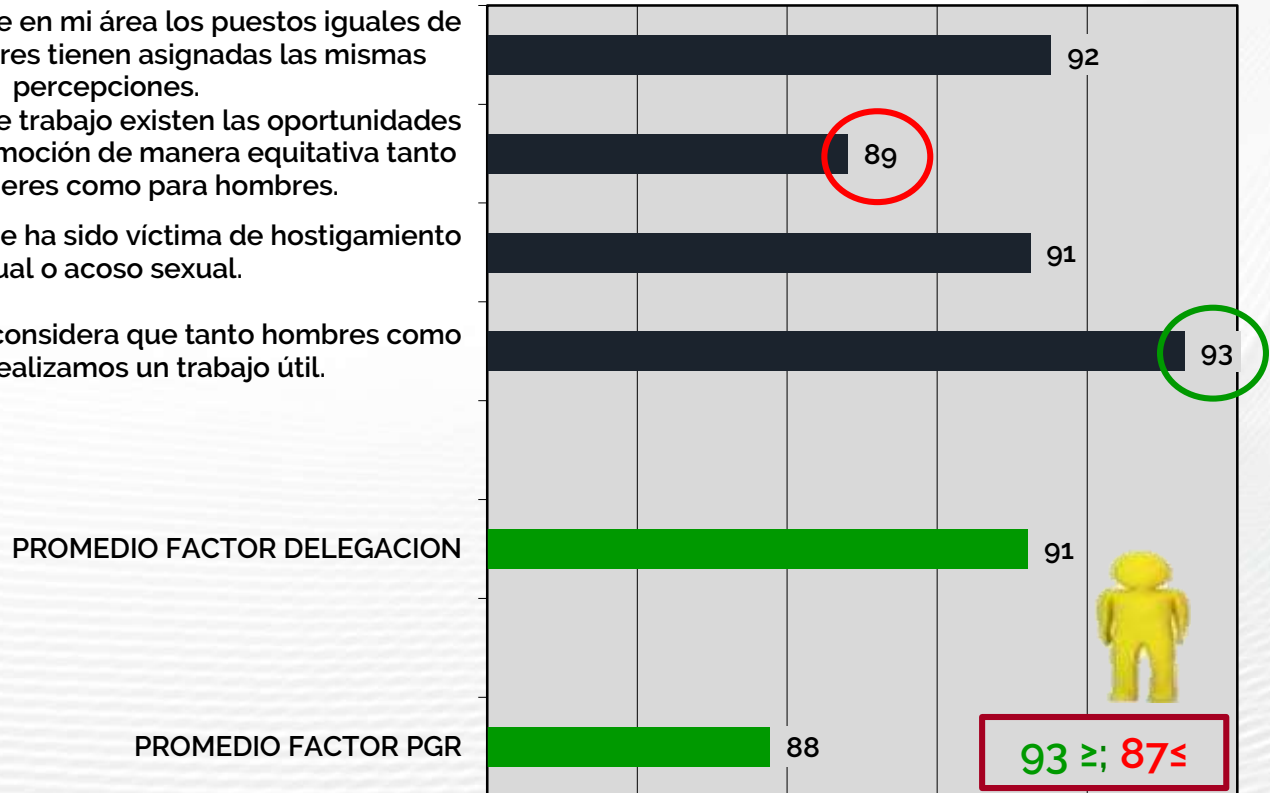 e en mi área los puestos iguales de
res tienen asignadas las mismas
percepciones.
92
e trabajo existen las oportunidades
moción de manera equitativa tanto
eres como para hombres.
89
e ha sido víctima de hostigamiento
ual o acoso sexual.
91
considera que tanto hombres como
ealizamos un trabajo útil.
93
PROMEDIO FACTOR DELEGACION
91
PROMEDIO FACTOR PGR
88
93 ≥; 87≤